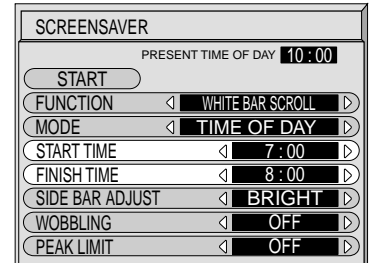 SCREENSAVER
PRESENT TIME OF DAY 10 : 00
START
FUNCTION WHITE BAR SCROLL
MODE TIME OF DAY
START TIME 7 : 00
FINISH TIME 8 : 00
SIDE BAR ADJUST BRIGHT
WOBBLING OFF
PEAK LIMIT OFF